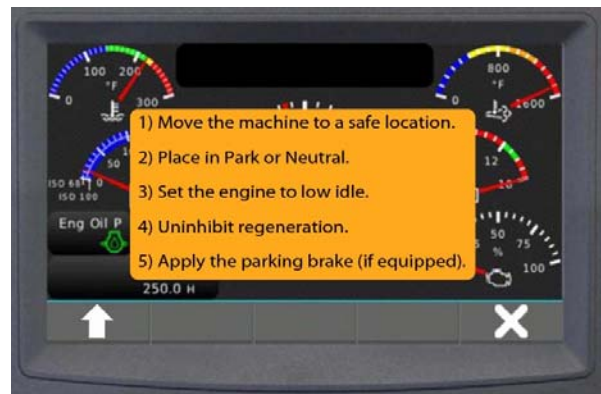 100 200
°F
0 300
800
°F
0 1600
1) Move the machine to a safe location.
2) Place in Park or Neutral.
3) Set the engine to low idle.
4) Uninhibit regeneration.
5) Apply the parking brake (if equipped).
50
0
ISO 100
12
Eng Oil P
50 75
%
100
250.0 H